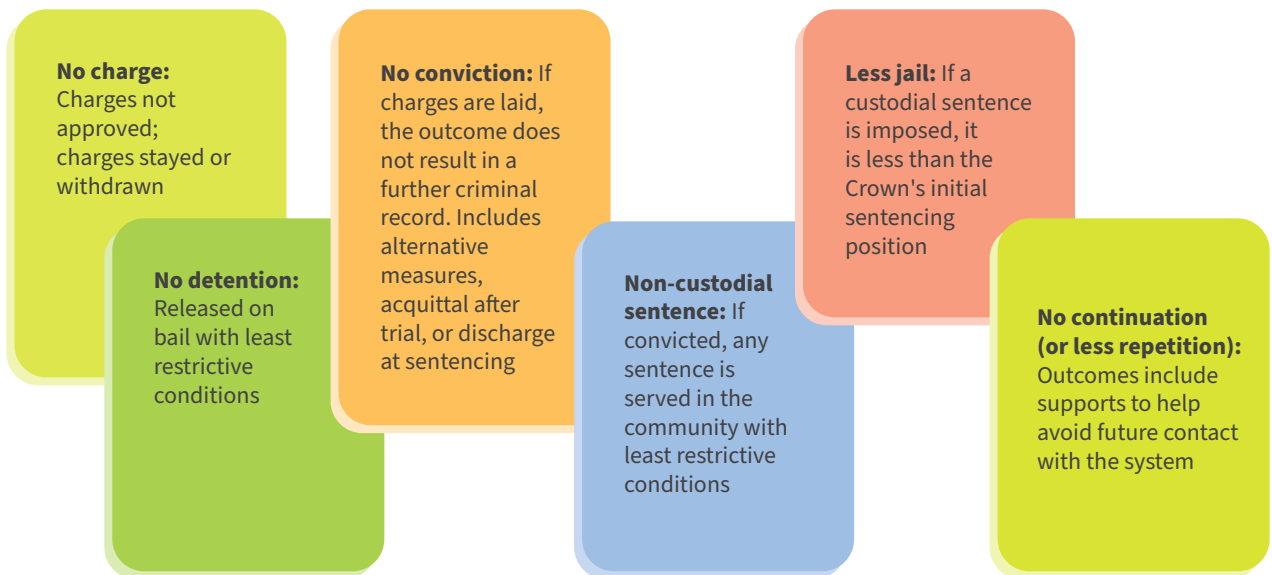 No charge:
Charges not
approved;
charges stayed or
withdrawn
No detention:
Released on
bail with least
restrictive
conditions
No conviction: If
charges are laid,
the outcome does
not result in a
further criminal
record. Includes
alternative
measures,
acquittal after
trial, or discharge
at sentencing
Non-custodial
sentence: If
convicted, any
sentence is
served in the
community with
least restrictive
conditions
Less jail: If a
custodial sentence
is imposed, it
is less than the
Crown's initial
sentencing
position
No continuation
(or less repetition):
Outcomes include
supports to help
avoid future contact
with the system